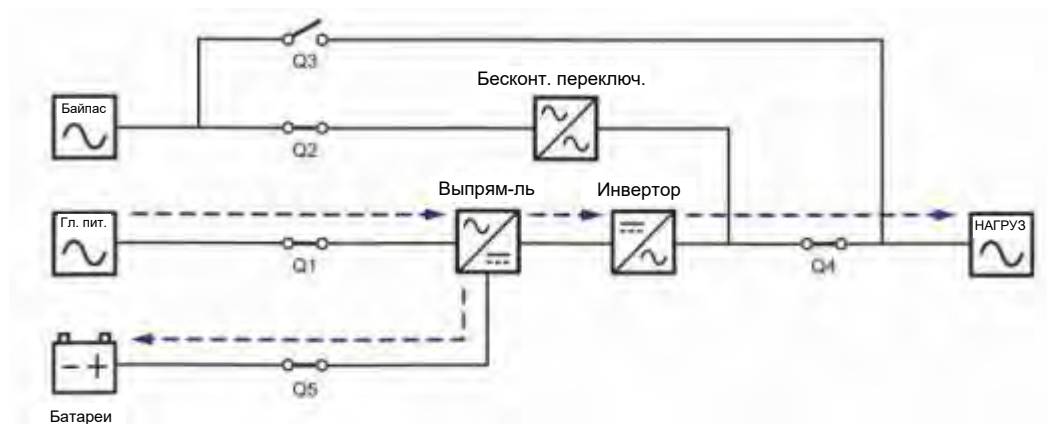 Q3
Бесконт. переключ.
Байпас
Q2
Выпрям-ль
Инвертор
Гл. пит.
НАГРУЗ
Q1
Q4
Q5
Батареи